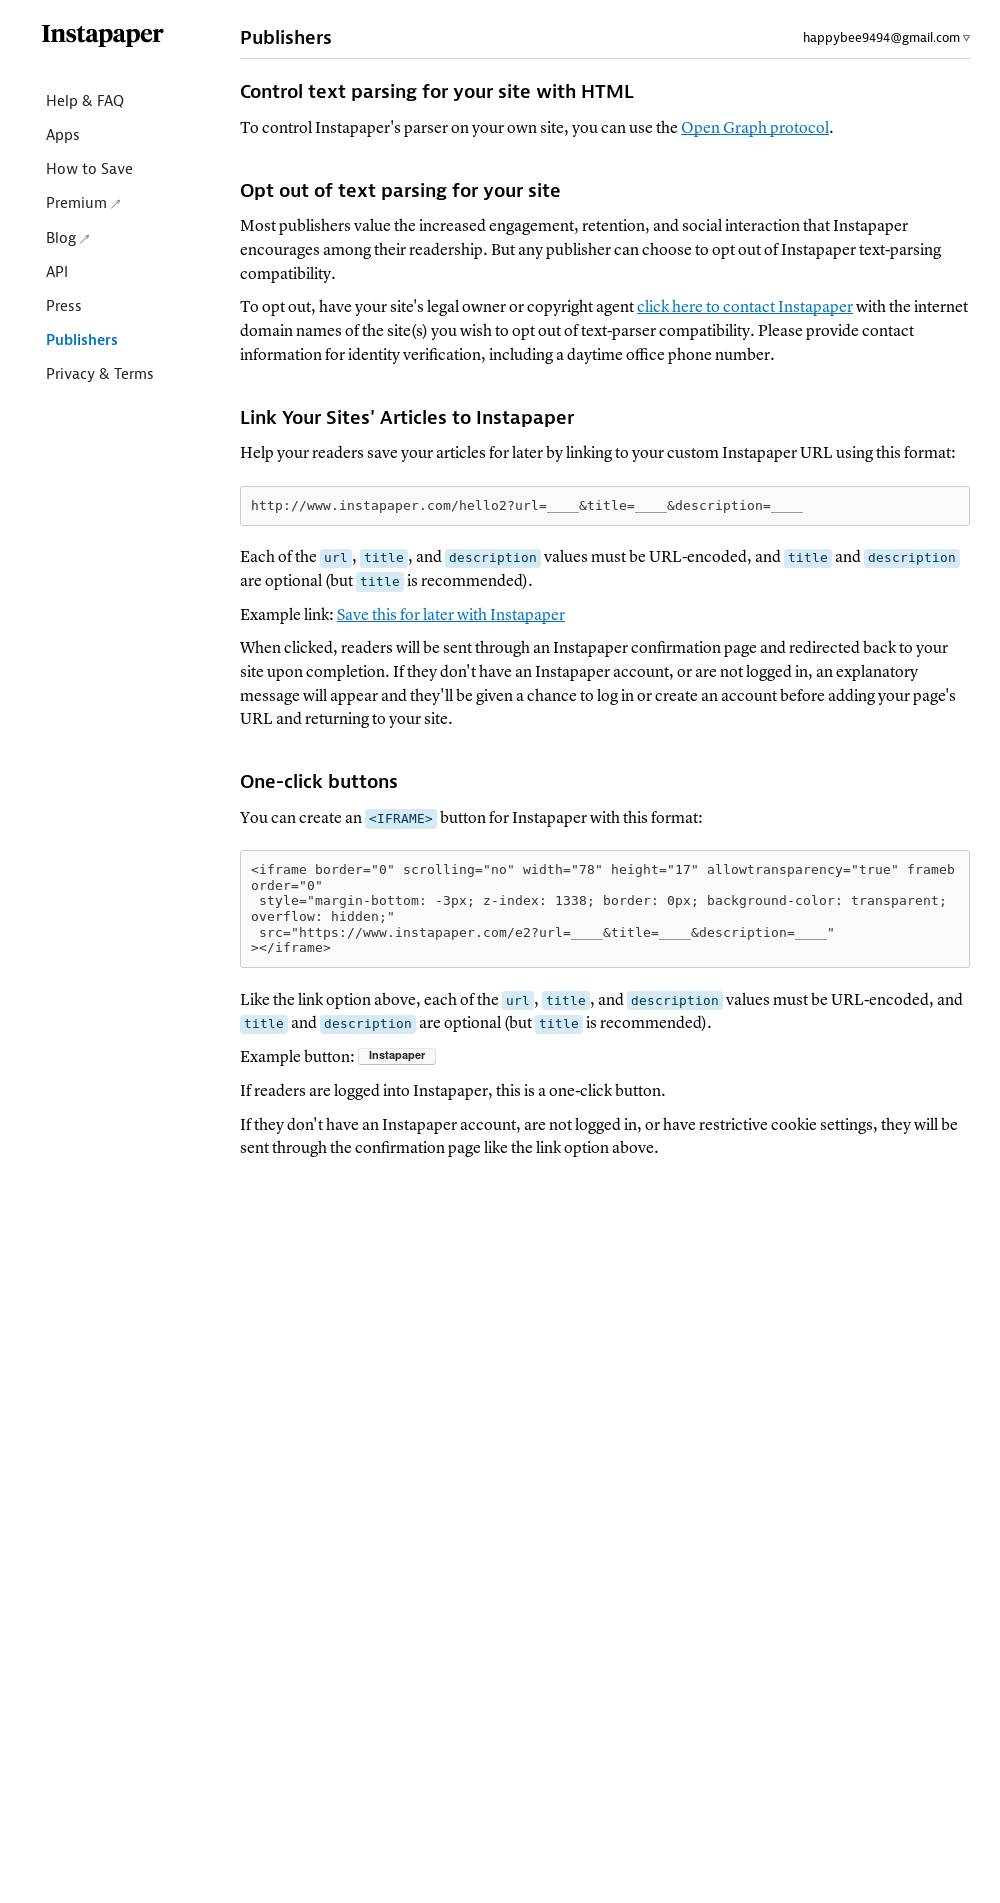 Instapaper
Publishers
happybee9494@gmail.com ▽
Help & FAQ
Apps
How to Save
Premium ↗
Blog ↗
API
Press
Publishers
Privacy & Terms
Control text parsing for your site with HTML
To control Instapaper's parser on your own site, you can use the Open Graph protocol.
Opt out of text parsing for your site
Most publishers value the increased engagement, retention, and social interaction that Instapaper
encourages among their readership. But any publisher can choose to opt out of Instapaper text-parsing
compatibility.
To opt out, have your site's legal owner or copyright agent click here to contact Instapaper with the internet
domain names of the site(s) you wish to opt out of text-parser compatibility. Please provide contact
information for identity verification, including a daytime office phone number.
Link Your Sites' Articles to Instapaper
Help your readers save your articles for later by linking to your custom Instapaper URL using this format:
http://www.instapaper.com/hello2?url=____&title=____&description=____
Each of the url, title, and description values must be URL-encoded, and title and description
are optional (but title is recommended).
Example link: Save this for later with Instapaper
When clicked, readers will be sent through an Instapaper confirmation page and redirected back to your
site upon completion. If they don't have an Instapaper account, or are not logged in, an explanatory
message will appear and they'll be given a chance to log in or create an account before adding your page's
URL and returning to your site.
One-click buttons
You can create an <IFRAME> button for Instapaper with this format:
<iframe border="0" scrolling="no" width="78" height="17" allowtransparency="true" frameb
order="0"
style="margin-bottom: -3px; z-index: 1338; border: 0px; background-color: transparent;
overflow: hidden;"
src="https://www.instapaper.com/e2?url=____&title=____&description=____"
></iframe>
Like the link option above, each of the url, title, and description values must be URL-encoded, and
title and description are optional (but title is recommended).
Example button: Instapaper
If readers are logged into Instapaper, this is a one-click button.
If they don't have an Instapaper account, are not logged in, or have restrictive cookie settings, they will be
sent through the confirmation page like the link option above.